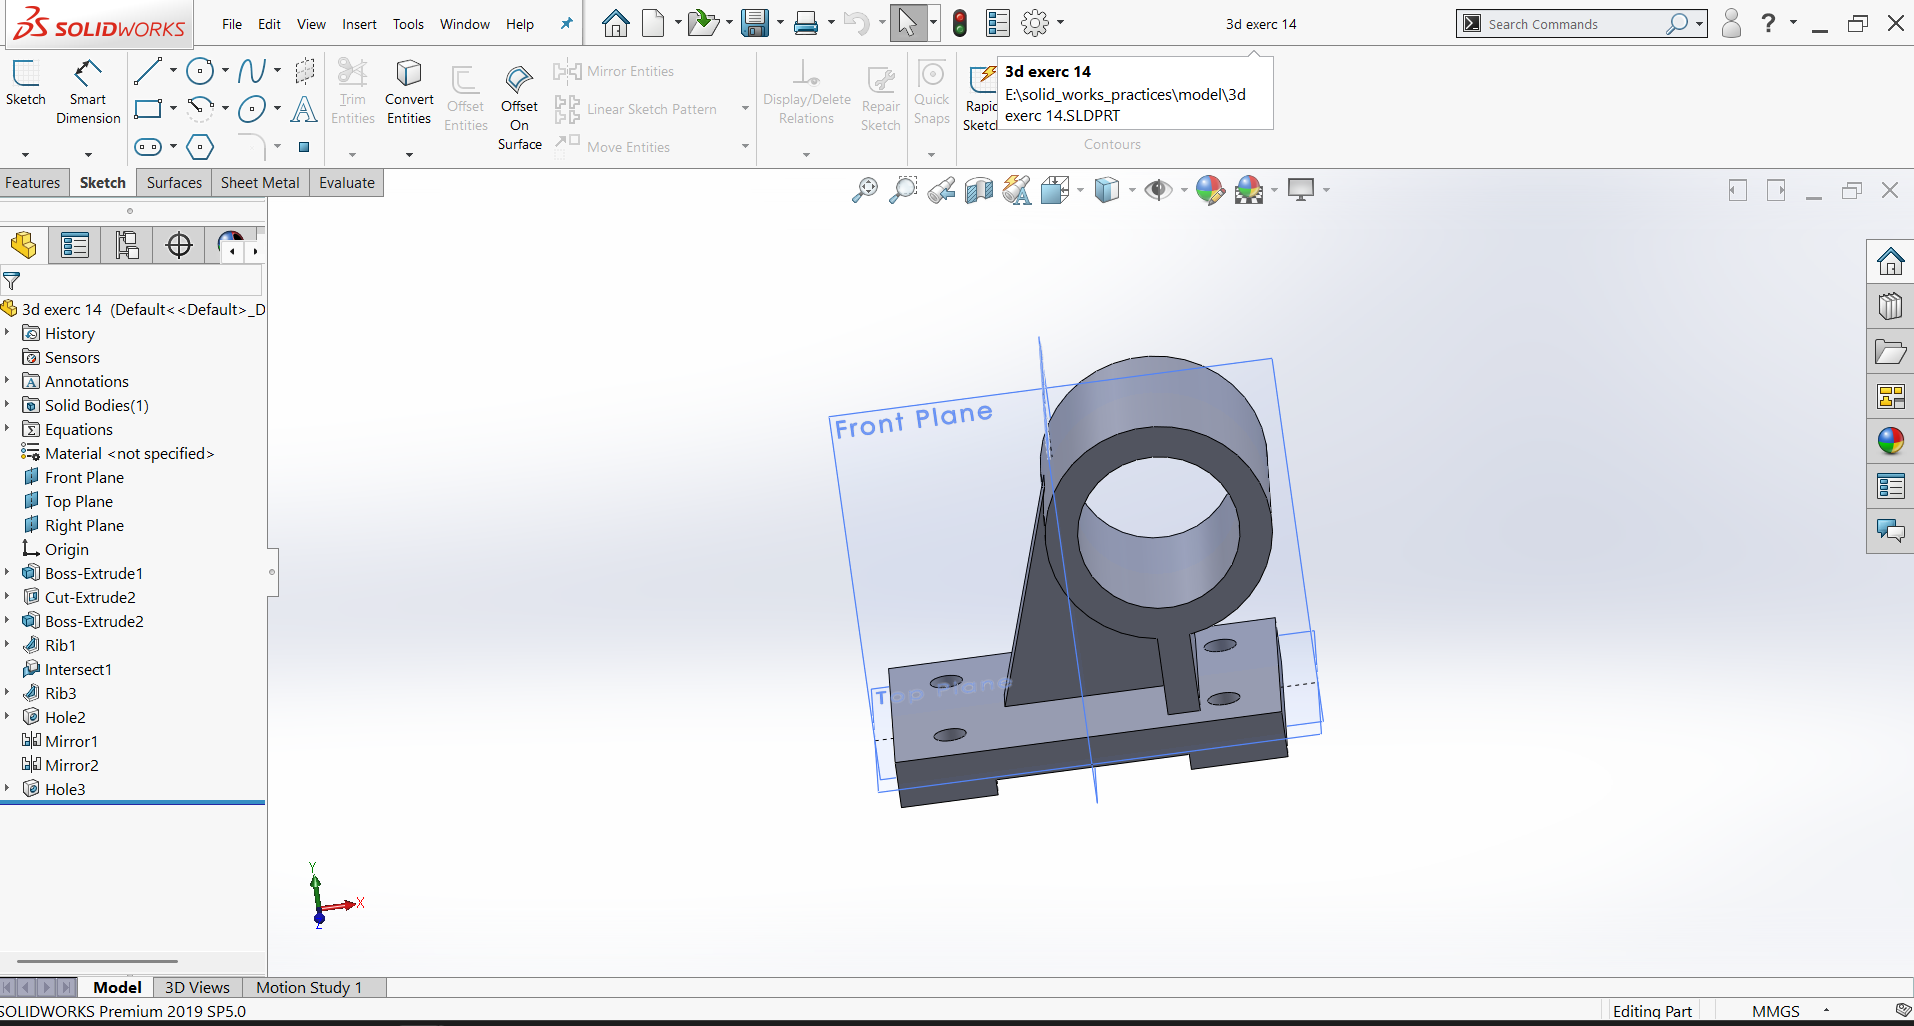 SOLIDWORKS
File Edit View Insert Tools Window Help
3d exerc 14
Search Commands
?
3d exerc 14
E:\solid_works_practices\model\3d
exerc 14.SLDPRT
Sketch
Smart
Dimension
Trim
Entities
Convert
Entities
Offset
Entities
Offset
On
Surface
Mirror Entities
Linear Sketch Pattern
Move Entities
Display/Delete
Relations
Repair
Sketch
Quick
Snaps
Rapid
Sketch
Contours
Features Sketch Surfaces Sheet Metal Evaluate
3d exerc 14 (Default<<Default>_D
History
Sensors
Annotations
Solid Bodies(1)
Equations
Material <not specified>
Front Plane
Top Plane
Right Plane
Origin
Boss-Extrude1
Cut-Extrude2
Boss-Extrude2
Rib1
Intersect1
Rib3
Hole2
Mirror1
Mirror2
Hole3
Front Plane
Top Plane
Y
X
Z
Model 3D Views Motion Study 1
SOLIDWORKS Premium 2019 SP5.0
Editing Part
MMGS